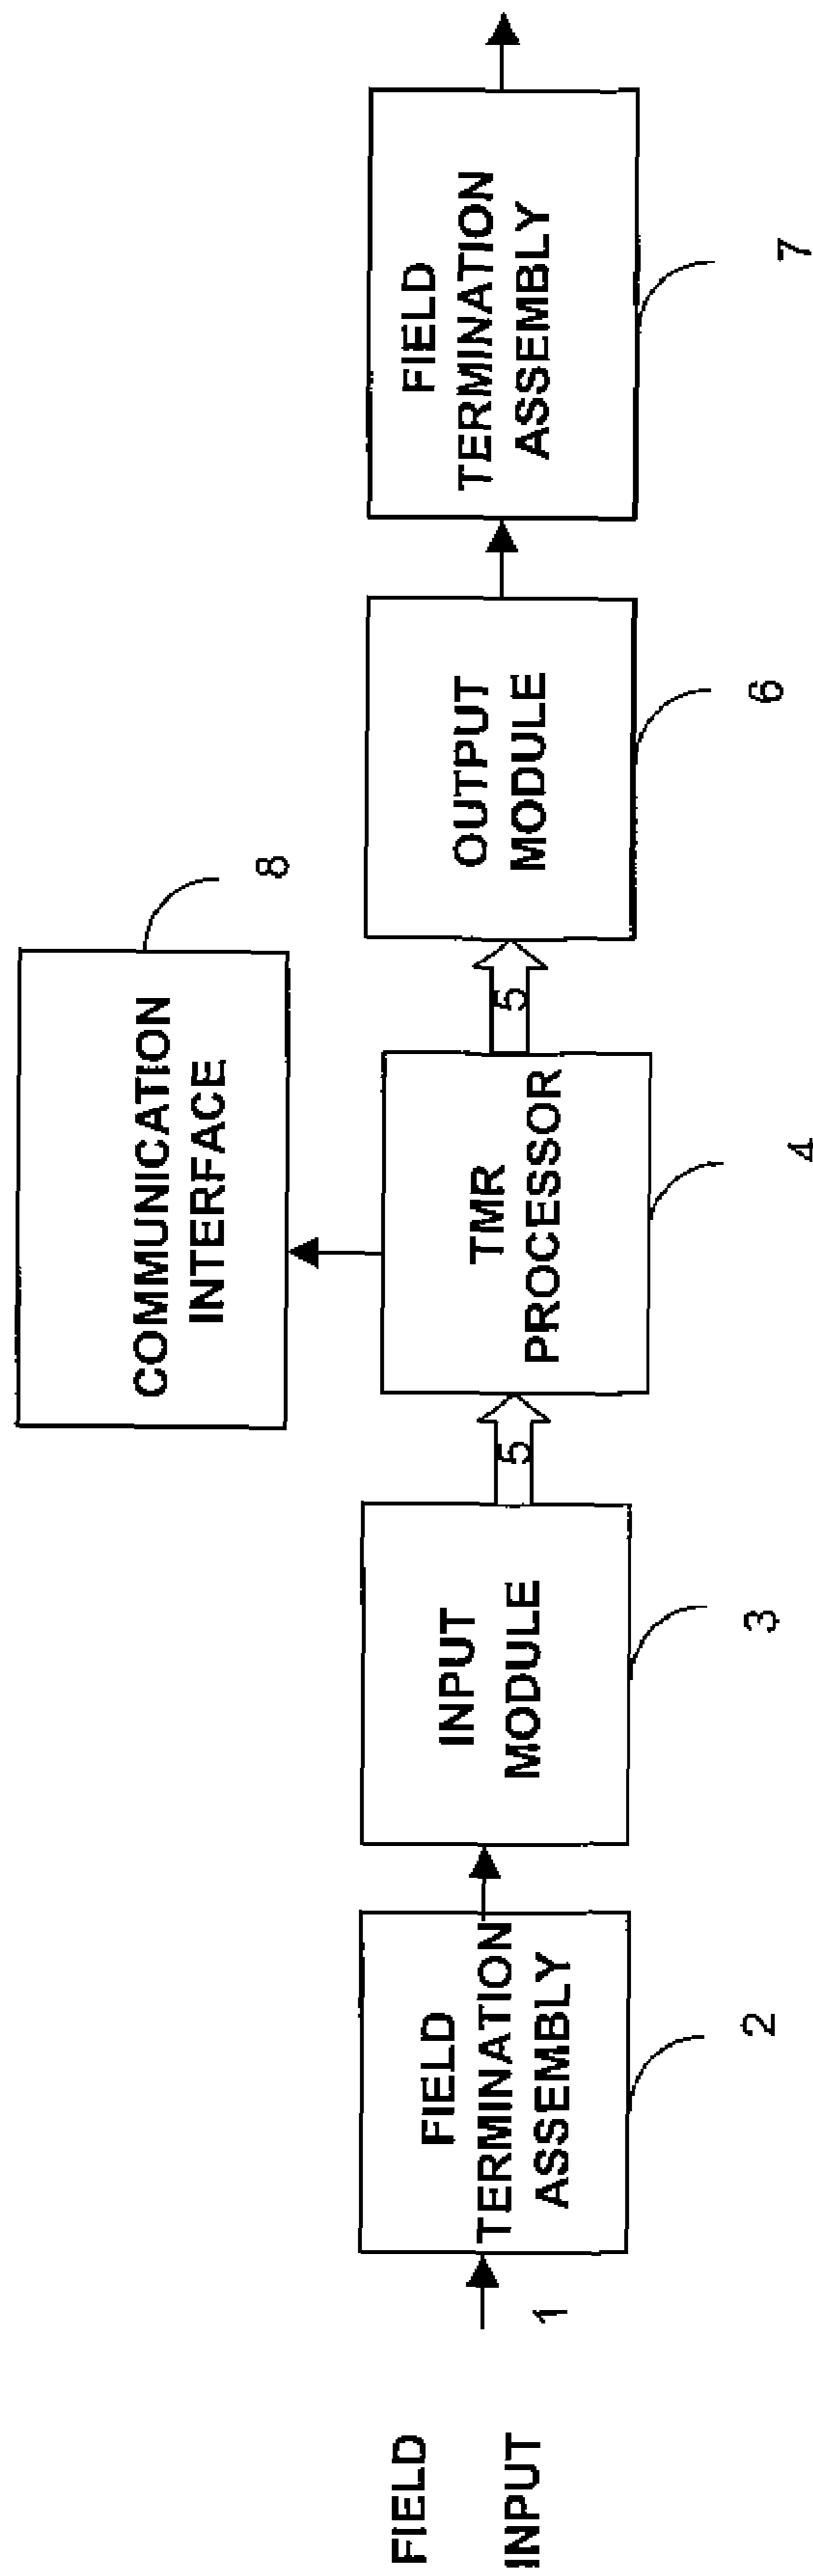 FIELD
INPUT
1
FIELD
TERMINATION
ASSEMBLY
2
INPUT
MODULE
3
5
COMMUNICATION
INTERFACE
8
TMR
PROCESSOR
4
5
OUTPUT
MODULE
6
FIELD
TERMINATION
ASSEMBLY
7